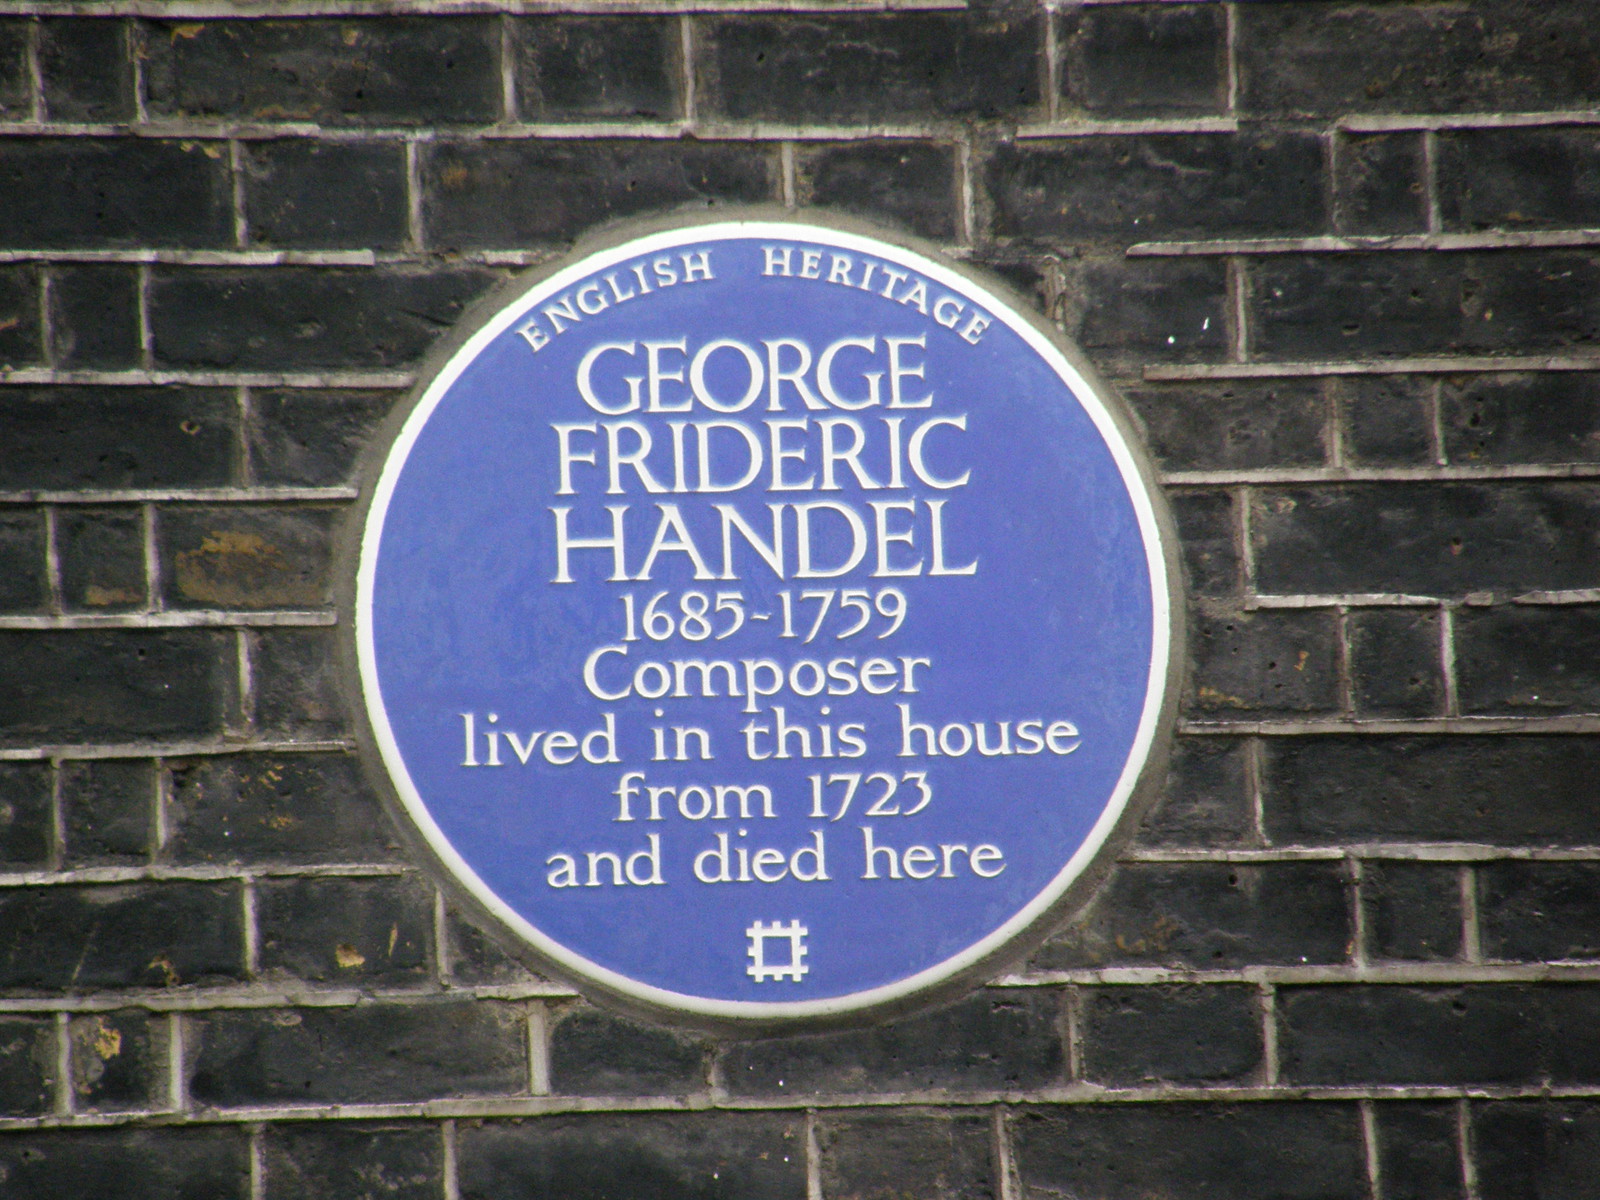 ENGLISH HERITAGE
GEORGE
FRIDERIC
HANDEL
1685-1759
Composer
lived in this house
from 1723
and died here